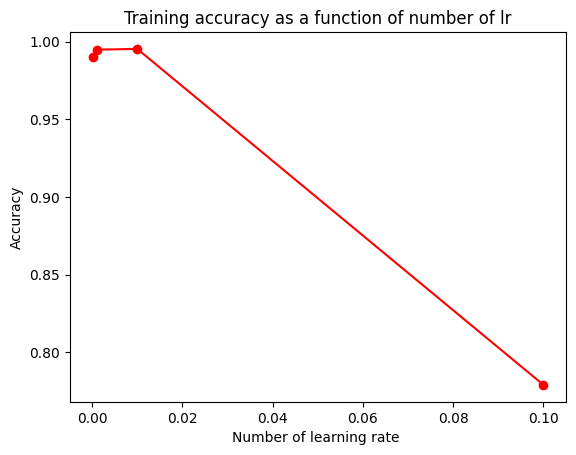 Training accuracy as a function of number of lr
1.00
0.95
0.90
0.85
0.80
Accuracy
0.00 0.02 0.04 0.06 0.08 0.10
Number of learning rate